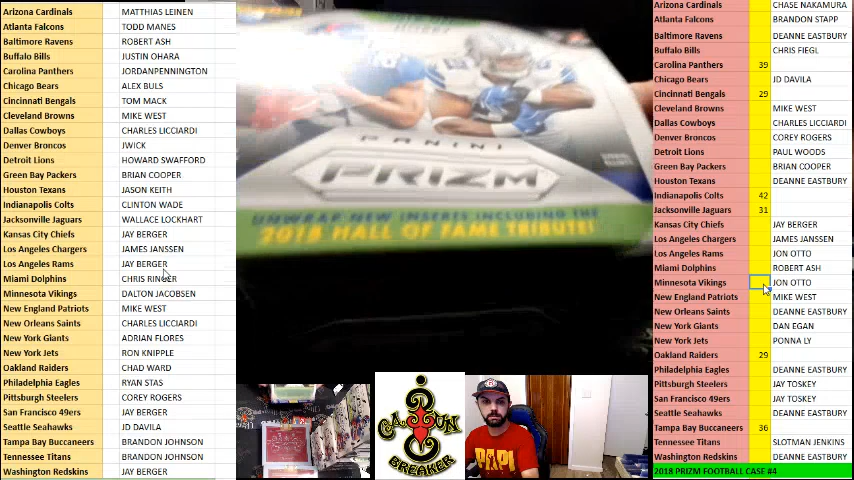 Arizona Cardinals MATTHIAS LEINEN
Atlanta Falcons TODD MANES
Baltimore Ravens ROBERT ASH
Buffalo Bills JUSTIN OHARA
Carolina Panthers JORDANPENNINGTON
Chicago Bears ALEX BULS
Cincinnati Bengals TOM MACK
Cleveland Browns MIKE WEST
Dallas Cowboys CHARLES LICCIARDI
Denver Broncos JWICK
Detroit Lions HOWARD SWAFFORD
Green Bay Packers BRIAN COOPER
Houston Texans JASON KEITH
Indianapolis Colts CLINTON WADE
Jacksonville Jaguars WALLACE LOCKHART
Kansas City Chiefs JAY BERGER
Los Angeles Chargers JAMES JANSSEN
Los Angeles Rams JAY BERGER
Miami Dolphins CHRIS RINGER
Minnesota Vikings DALTON JACOBSEN
New England Patriots MIKE WEST
New Orleans Saints CHARLES LICCIARDI
New York Giants ADRIAN FLORES
New York Jets RON KNIPPLE
Oakland Raiders CHAD WARD
Philadelphia Eagles RYAN STAS
Pittsburgh Steelers COREY ROGERS
San Francisco 49ers JAY BERGER
Seattle Seahawks JD DAVILA
Tampa Bay Buccaneers BRANDON JOHNSON
Tennessee Titans BRANDON JOHNSON
Washington Redskins JAY BERGER
PANINI
PRIZM
UNWRAP NEW INSERTS INCLUDING THE
2018 HALL OF FAME TRIBUTE!
CAJUN
BREAKER
PAPI
Arizona Cardinals CHASE NAKAMURA
Atlanta Falcons BRANDON STAPP
Baltimore Ravens DEANNE EASTBURY
Buffalo Bills CHRIS FIEGL
Carolina Panthers 39
Chicago Bears JD DAVILA
Cincinnati Bengals 29
Cleveland Browns MIKE WEST
Dallas Cowboys CHARLES LICCIARDI
Denver Broncos COREY ROGERS
Detroit Lions PAUL WOODS
Green Bay Packers BRIAN COOPER
Houston Texans DEANNE EASTBURY
Indianapolis Colts 42
Jacksonville Jaguars 31
Kansas City Chiefs JAY BERGER
Los Angeles Chargers JAMES JANSSEN
Los Angeles Rams JON OTTO
Miami Dolphins ROBERT ASH
Minnesota Vikings JON OTTO
New England Patriots MIKE WEST
New Orleans Saints DEANNE EASTBURY
New York Giants DAN EGAN
New York Jets PONNA LY
Oakland Raiders 29
Philadelphia Eagles DEANNE EASTBURY
Pittsburgh Steelers JAY TOSKEY
San Francisco 49ers JAY TOSKEY
Seattle Seahawks DEANNE EASTBURY
Tampa Bay Buccaneers 36
Tennessee Titans SLOTMAN JENKINS
Washington Redskins DEANNE EASTBURY
2018 PRIZM FOOTBALL CASE #4